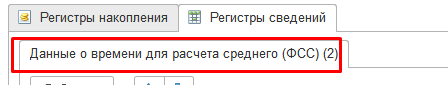 Регистры накопления Регистры сведений
Данные о времени для расчета среднего (ФСС) (2)